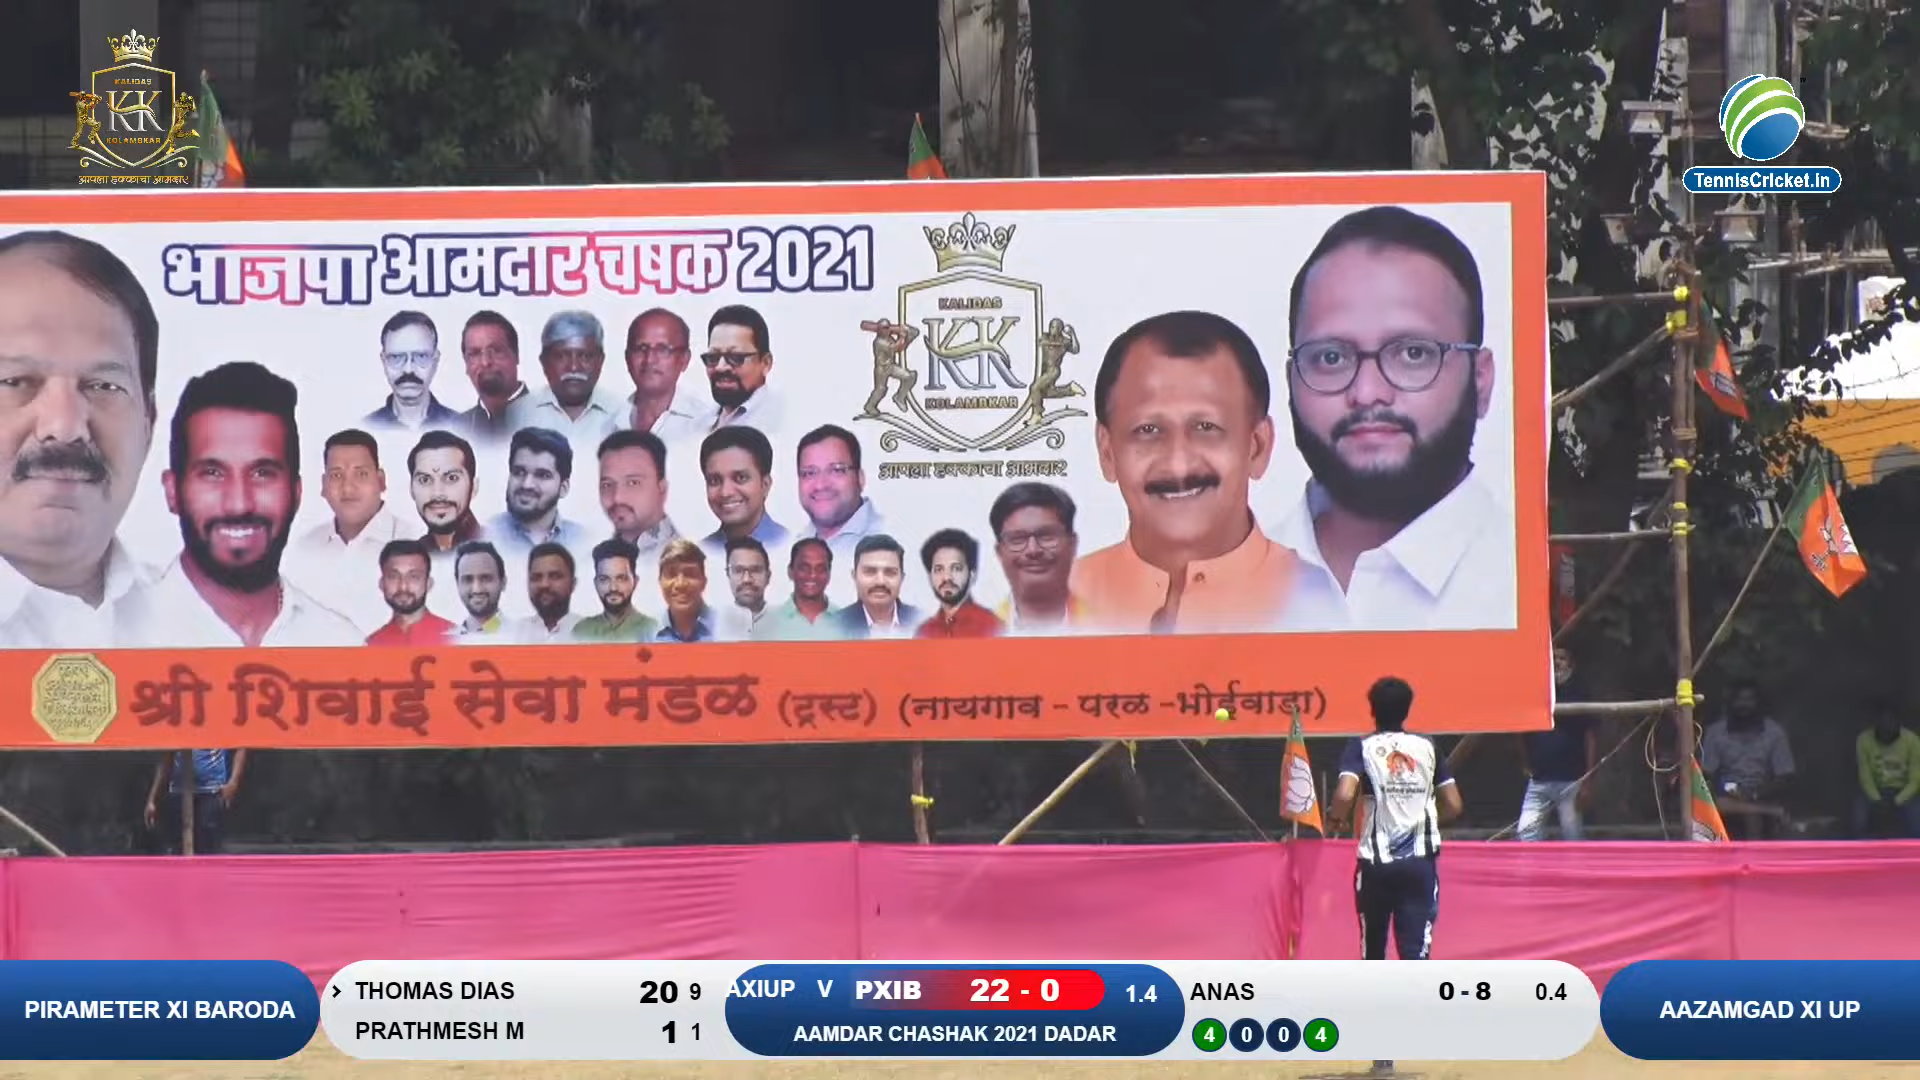 KALIDAS
KK
KOLAMBKAR
आपला हक्काचा आमदार
TennisCricket.in
भाजपा आमदार चषक 2021
KALIDAS
KK
KOLAMBKAR
आपला हक्काचा आमदार
श्री शिवाई सेवा मंडळ (ट्रस्ट) (नायगाव - परळ -भोईवाडा)
PIRAMETER XI BARODA
THOMAS DIAS 20 9
PRATHMESH M 1 1
AXIUP V PXIB 22 - 0 1.4
AAMDAR CHASHAK 2021 DADAR
ANAS 0 - 8 0.4
4 0 0 4
AAZAMGAD XI UP